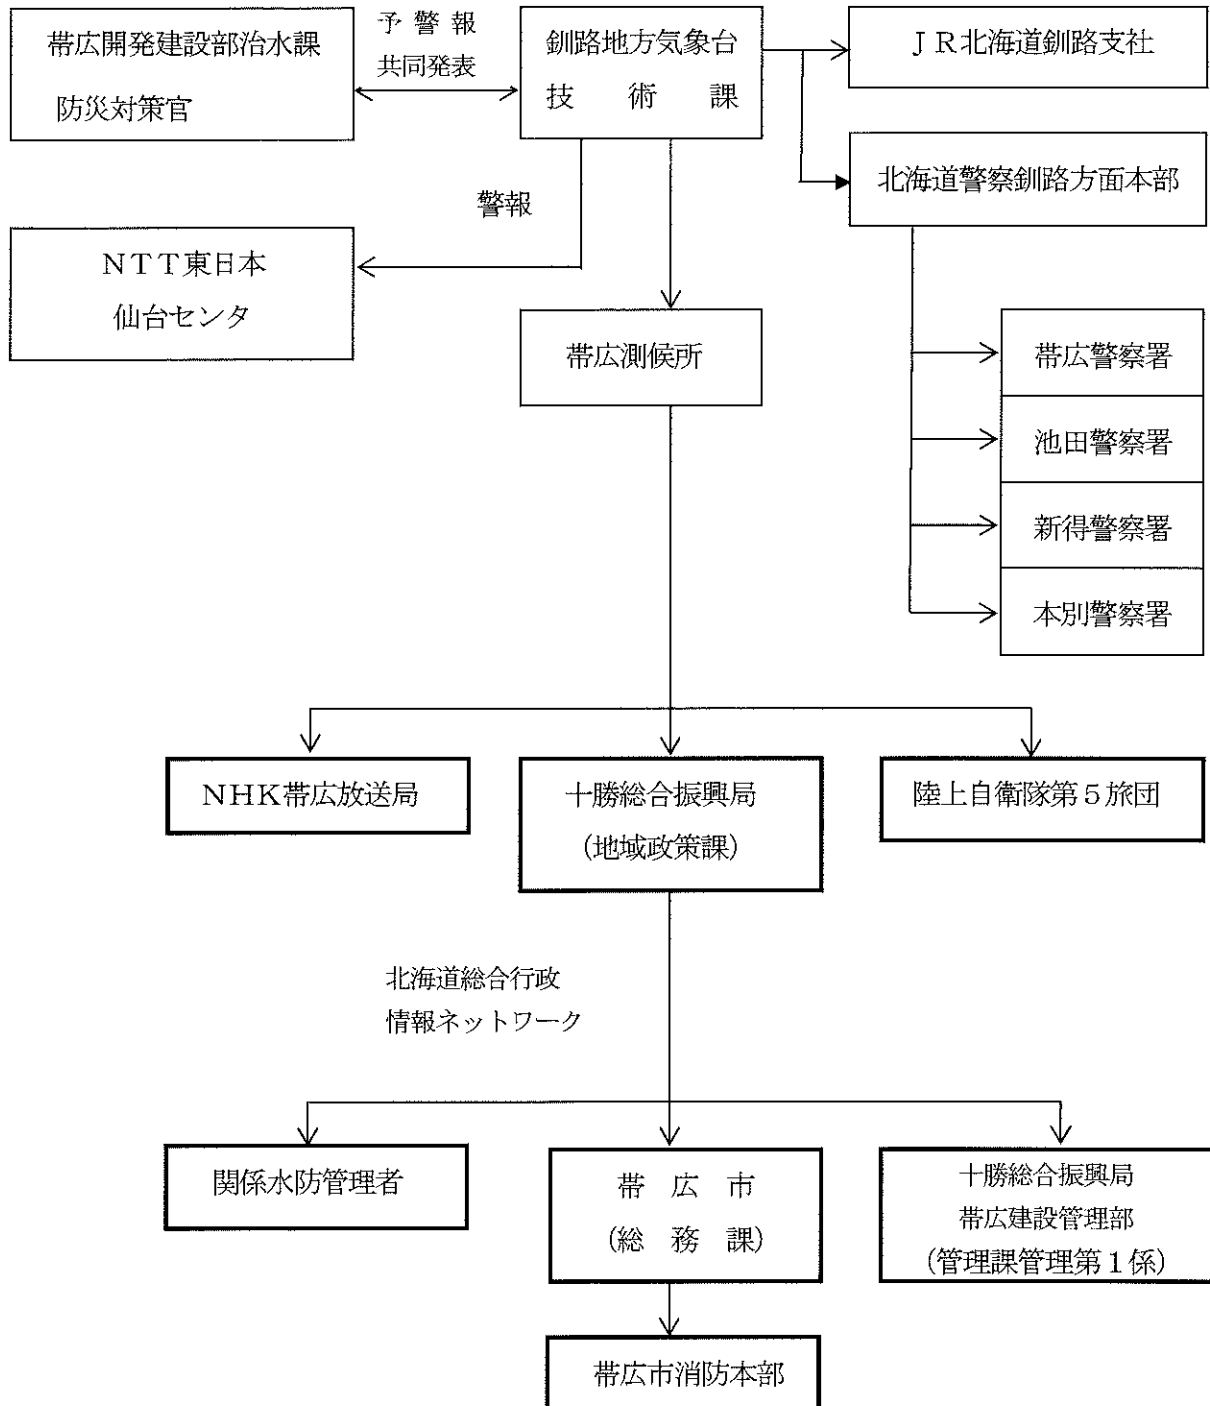 帯広開発建設部治水課
防災対策官
予 警 報
共同発表
釧路地方気象台
技 術 課
JR北海道釧路支社
北海道警察釧路方面本部
警報
NTT東日本
仙台センタ
帯広測候所
帯広警察署
池田警察署
新得警察署
本別警察署
NHK帯広放送局
十勝総合振興局
(地域政策課)
陸上自衛隊第5旅団
北海道総合行政
情報ネットワーク
関係水防管理者
帯 広 市
(総 務 課)
十勝総合振興局
帯広建設管理部
(管理課管理第1係)
帯広市消防本部